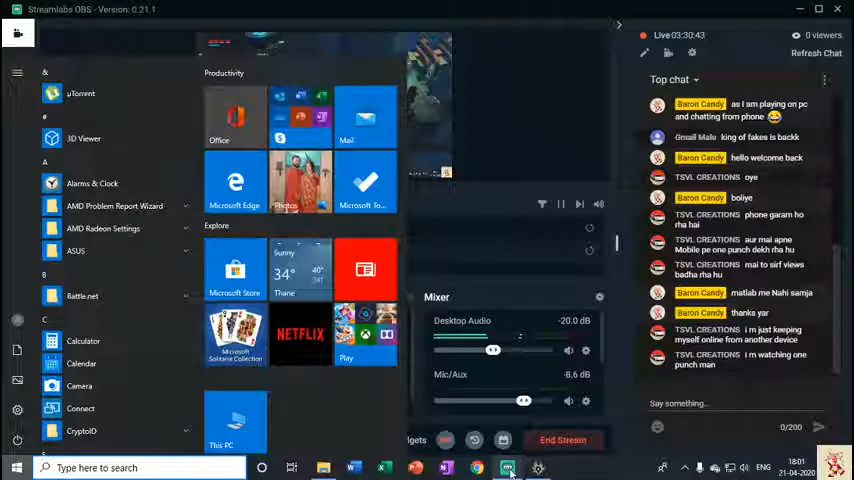 Streamlabs OBS - Version: 0.21.1
&
µTorrent
#
3D Viewer
A
Alarms & Clock
AMD Problem Report Wizard
AMD Radeon Settings
ASUS
B
Battle.net
C
Calculator
Calendar
Camera
Connect
CryptoID
Productivity
Office
Mail
Microsoft Edge
Photos
Microsoft To...
Explore
Microsoft Store
Sunny
34° 40°
Thane
Microsoft
Solitaire Collection
NETFLIX
Play
This PC
Mixer
Desktop Audio -20.0 dB
Mic/Aux -8.6 dB
End Stream
Live 03:30:43 0 viewers
Refresh Chat
Top chat
Baron Candy as I am playing on pc
and chatting from phone 😂
Gmail Male king of fakes is backk
Baron Candy hello welcome back
TSVL CREATIONS oye
Baron Candy boliye
TSVL CREATIONS phone garam ho
rha hai
TSVL CREATIONS aur mai apne
Mobile pe one punch dekh rha hu
TSVL CREATIONS mai to sirf views
badha rha hu
Baron Candy matlab me Nahi samja
Baron Candy thanks yar
TSVL CREATIONS i m just keeping
myself online from another device
TSVL CREATIONS i m watching one
punch man
Say something...
0/200
Type here to search
ENG
18:01
21-04-2020